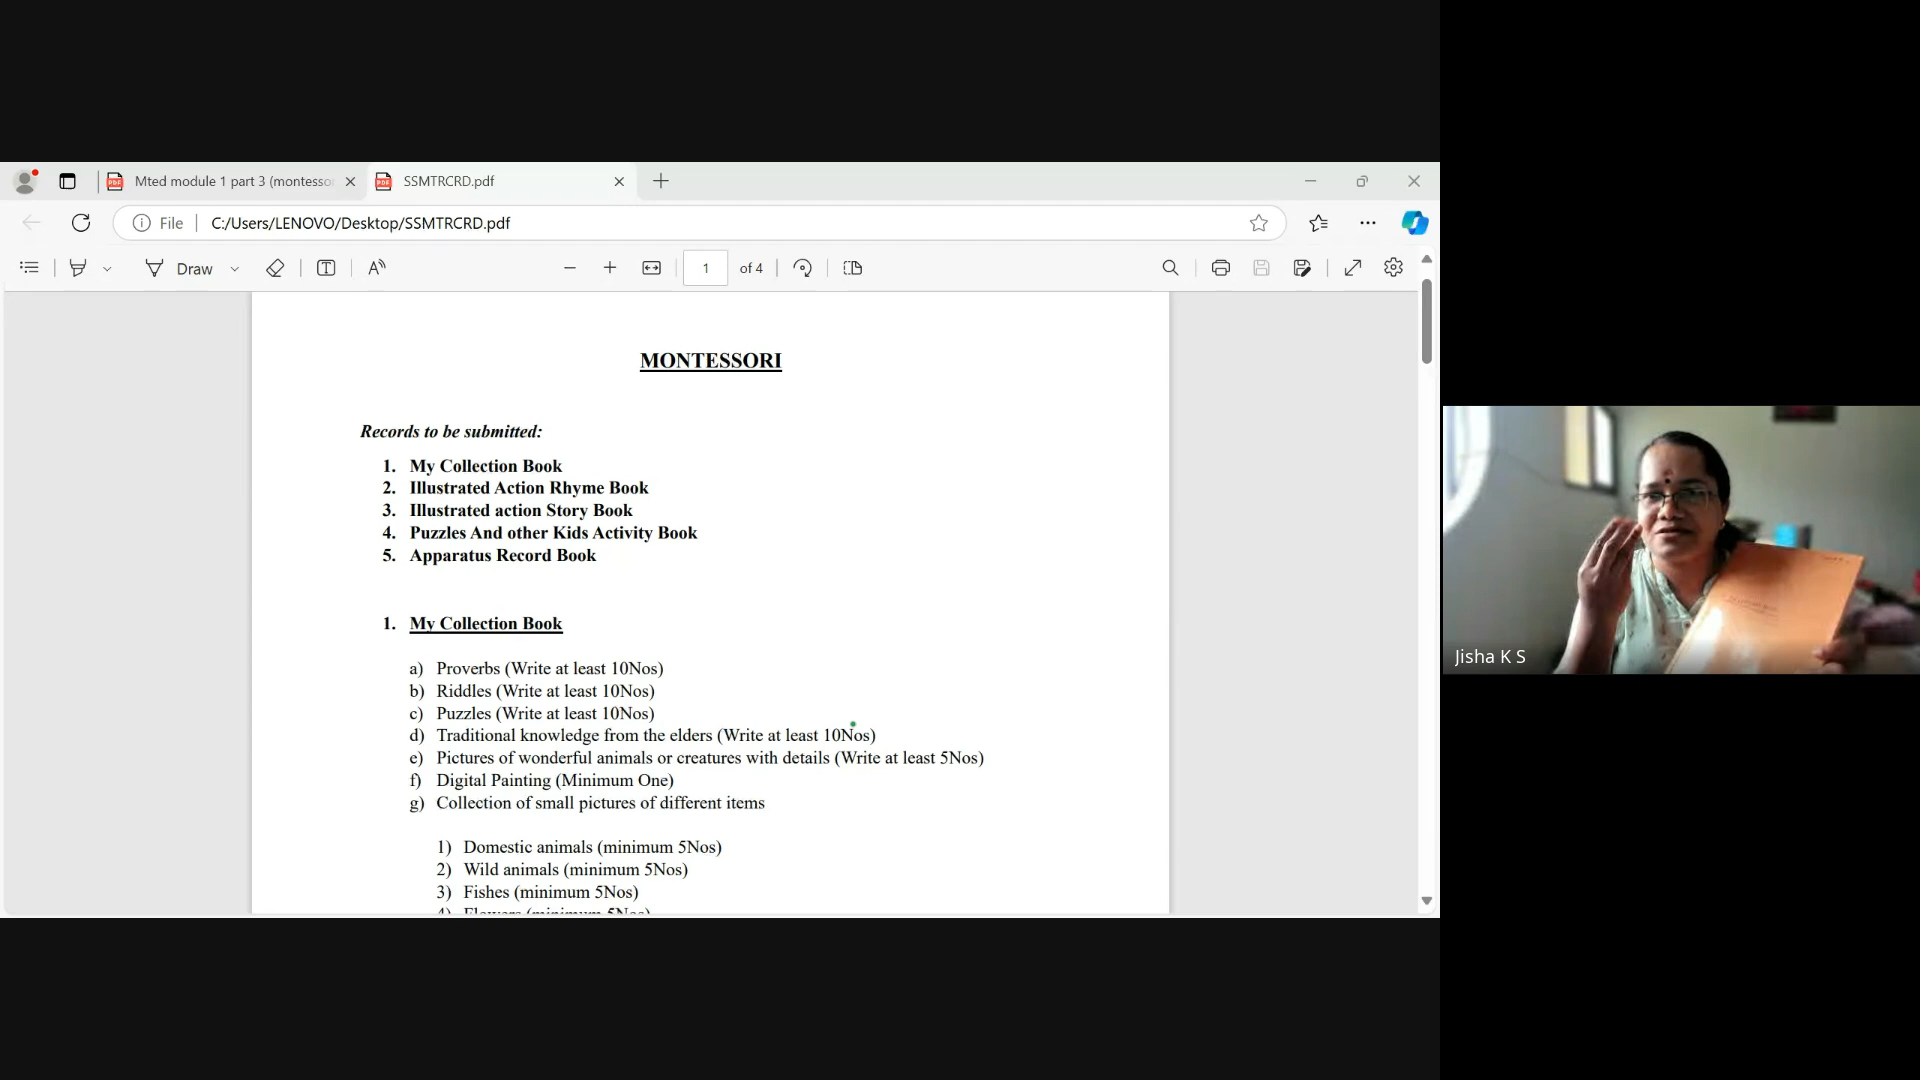 Mted module 1 part 3 (montesso
SSMTRCRD.pdf
File
C:/Users/LENOVO/Desktop/SSMTRCRD.pdf
Draw
1
of 4
MONTESSORI
Records to be submitted:
1. My Collection Book
2. Illustrated Action Rhyme Book
3. Illustrated action Story Book
4. Puzzles And other Kids Activity Book
5. Apparatus Record Book
1. My Collection Book
a) Proverbs (Write at least 10Nos)
b) Riddles (Write at least 10Nos)
c) Puzzles (Write at least 10Nos)
d) Traditional knowledge from the elders (Write at least 10Nos)
e) Pictures of wonderful animals or creatures with details (Write at least 5Nos)
f) Digital Painting (Minimum One)
g) Collection of small pictures of different items
1) Domestic animals (minimum 5Nos)
2) Wild animals (minimum 5Nos)
3) Fishes (minimum 5Nos)
4) Flowers (minimum 5Nos)
Jisha K S